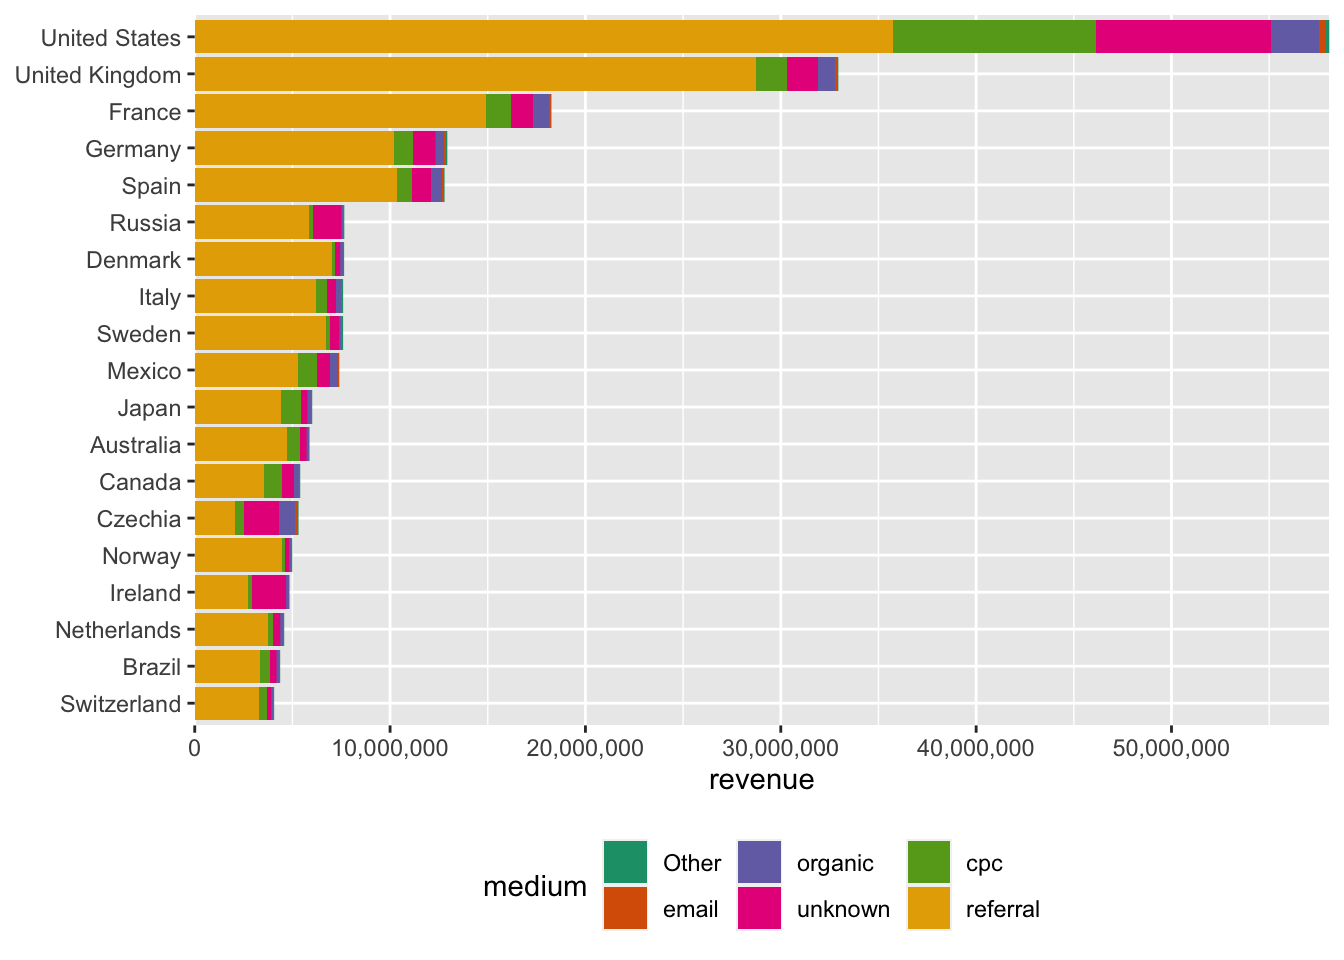 United States
United Kingdom
France
Germany
Spain
Russia
Denmark
Italy
Sweden
Mexico
Japan
Australia
Canada
Czechia
Norway
Ireland
Netherlands
Brazil
Switzerland
0 10,000,000 20,000,000 30,000,000 40,000,000 50,000,000
revenue
medium
Other organic cpc
email unknown referral